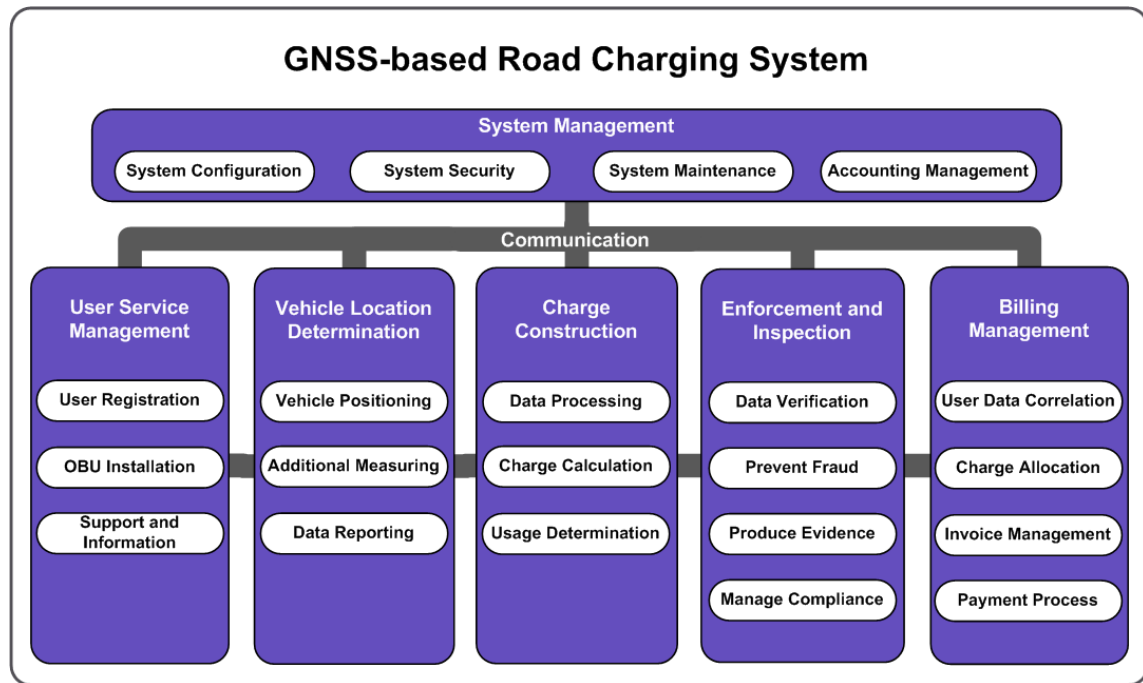 GNSS-based Road Charging System
System Management
System Configuration
System Security
System Maintenance
Accounting Management
Communication
User Service
Management
User Registration
OBU Installation
Support and
Information
Vehicle Location
Determination
Vehicle Positioning
Additional Measuring
Data Reporting
Charge
Construction
Data Processing
Charge Calculation
Usage Determination
Enforcement and
Inspection
Data Verification
Prevent Fraud
Produce Evidence
Manage Compliance
Billing
Management
User Data Correlation
Charge Allocation
Invoice Management
Payment Process